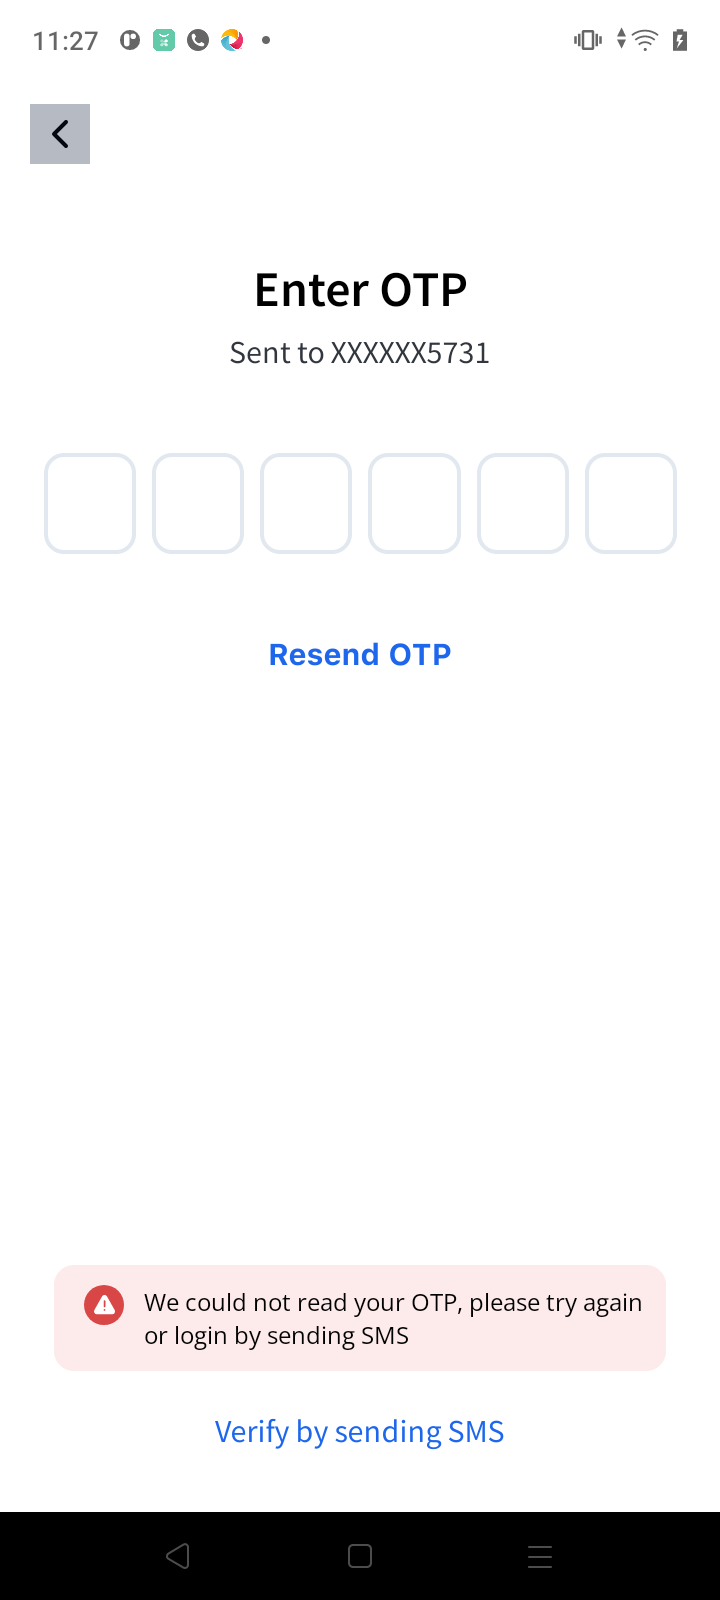 11:27
Enter OTP
Sent to XXXXXX5731
Resend OTP
We could not read your OTP, please try again
or login by sending SMS
Verify by sending SMS